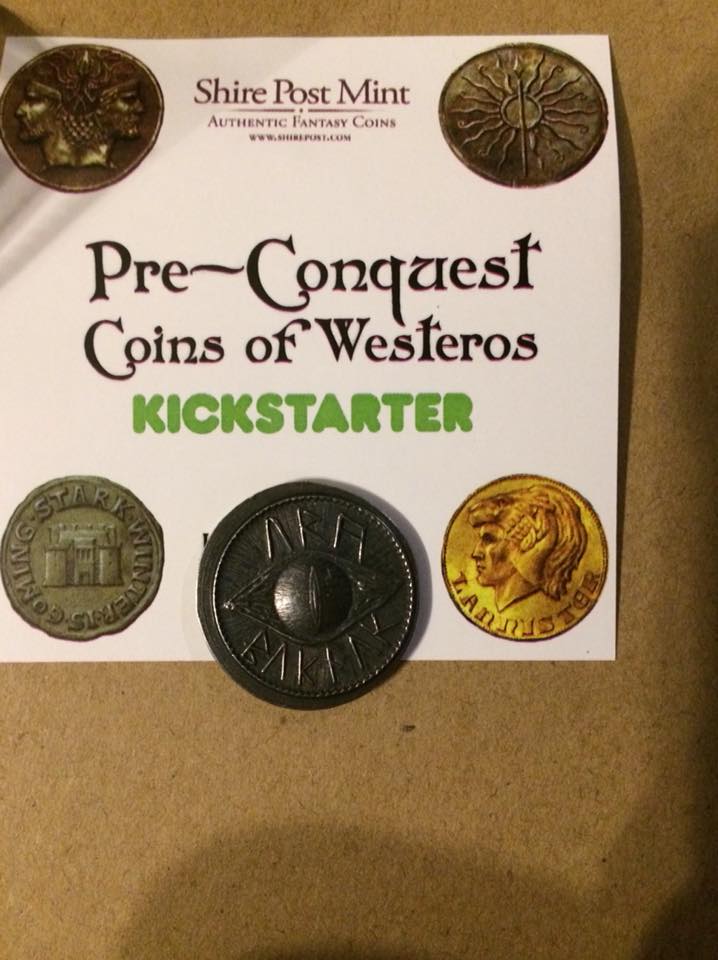 Shire Post Mint
AUTHENTIC FANTASY COINS
WWW.SHIREPOST.COM
Pre~Conquest
Coins of Westeros
KICKSTARTER
COMING·STARK·WINTER·IS·
LANNISTER